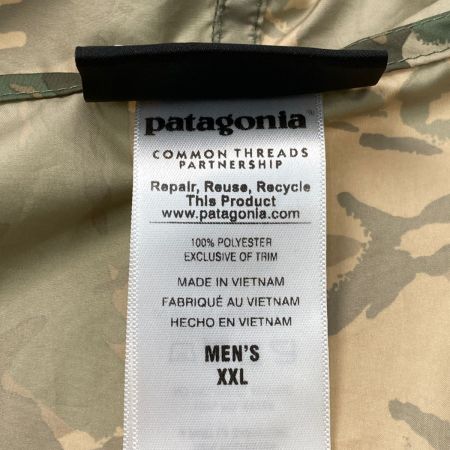 patagonia®
COMMON THREADS
PARTNERSHIP
Repair, Reuse, Recycle
This Product
www.patagonia.com
100% POLYESTER
EXCLUSIVE OF TRIM
MADE IN VIETNAM
FABRIQUÉ AU VIETNAM
HECHO EN VIETNAM
MEN'S
XXL